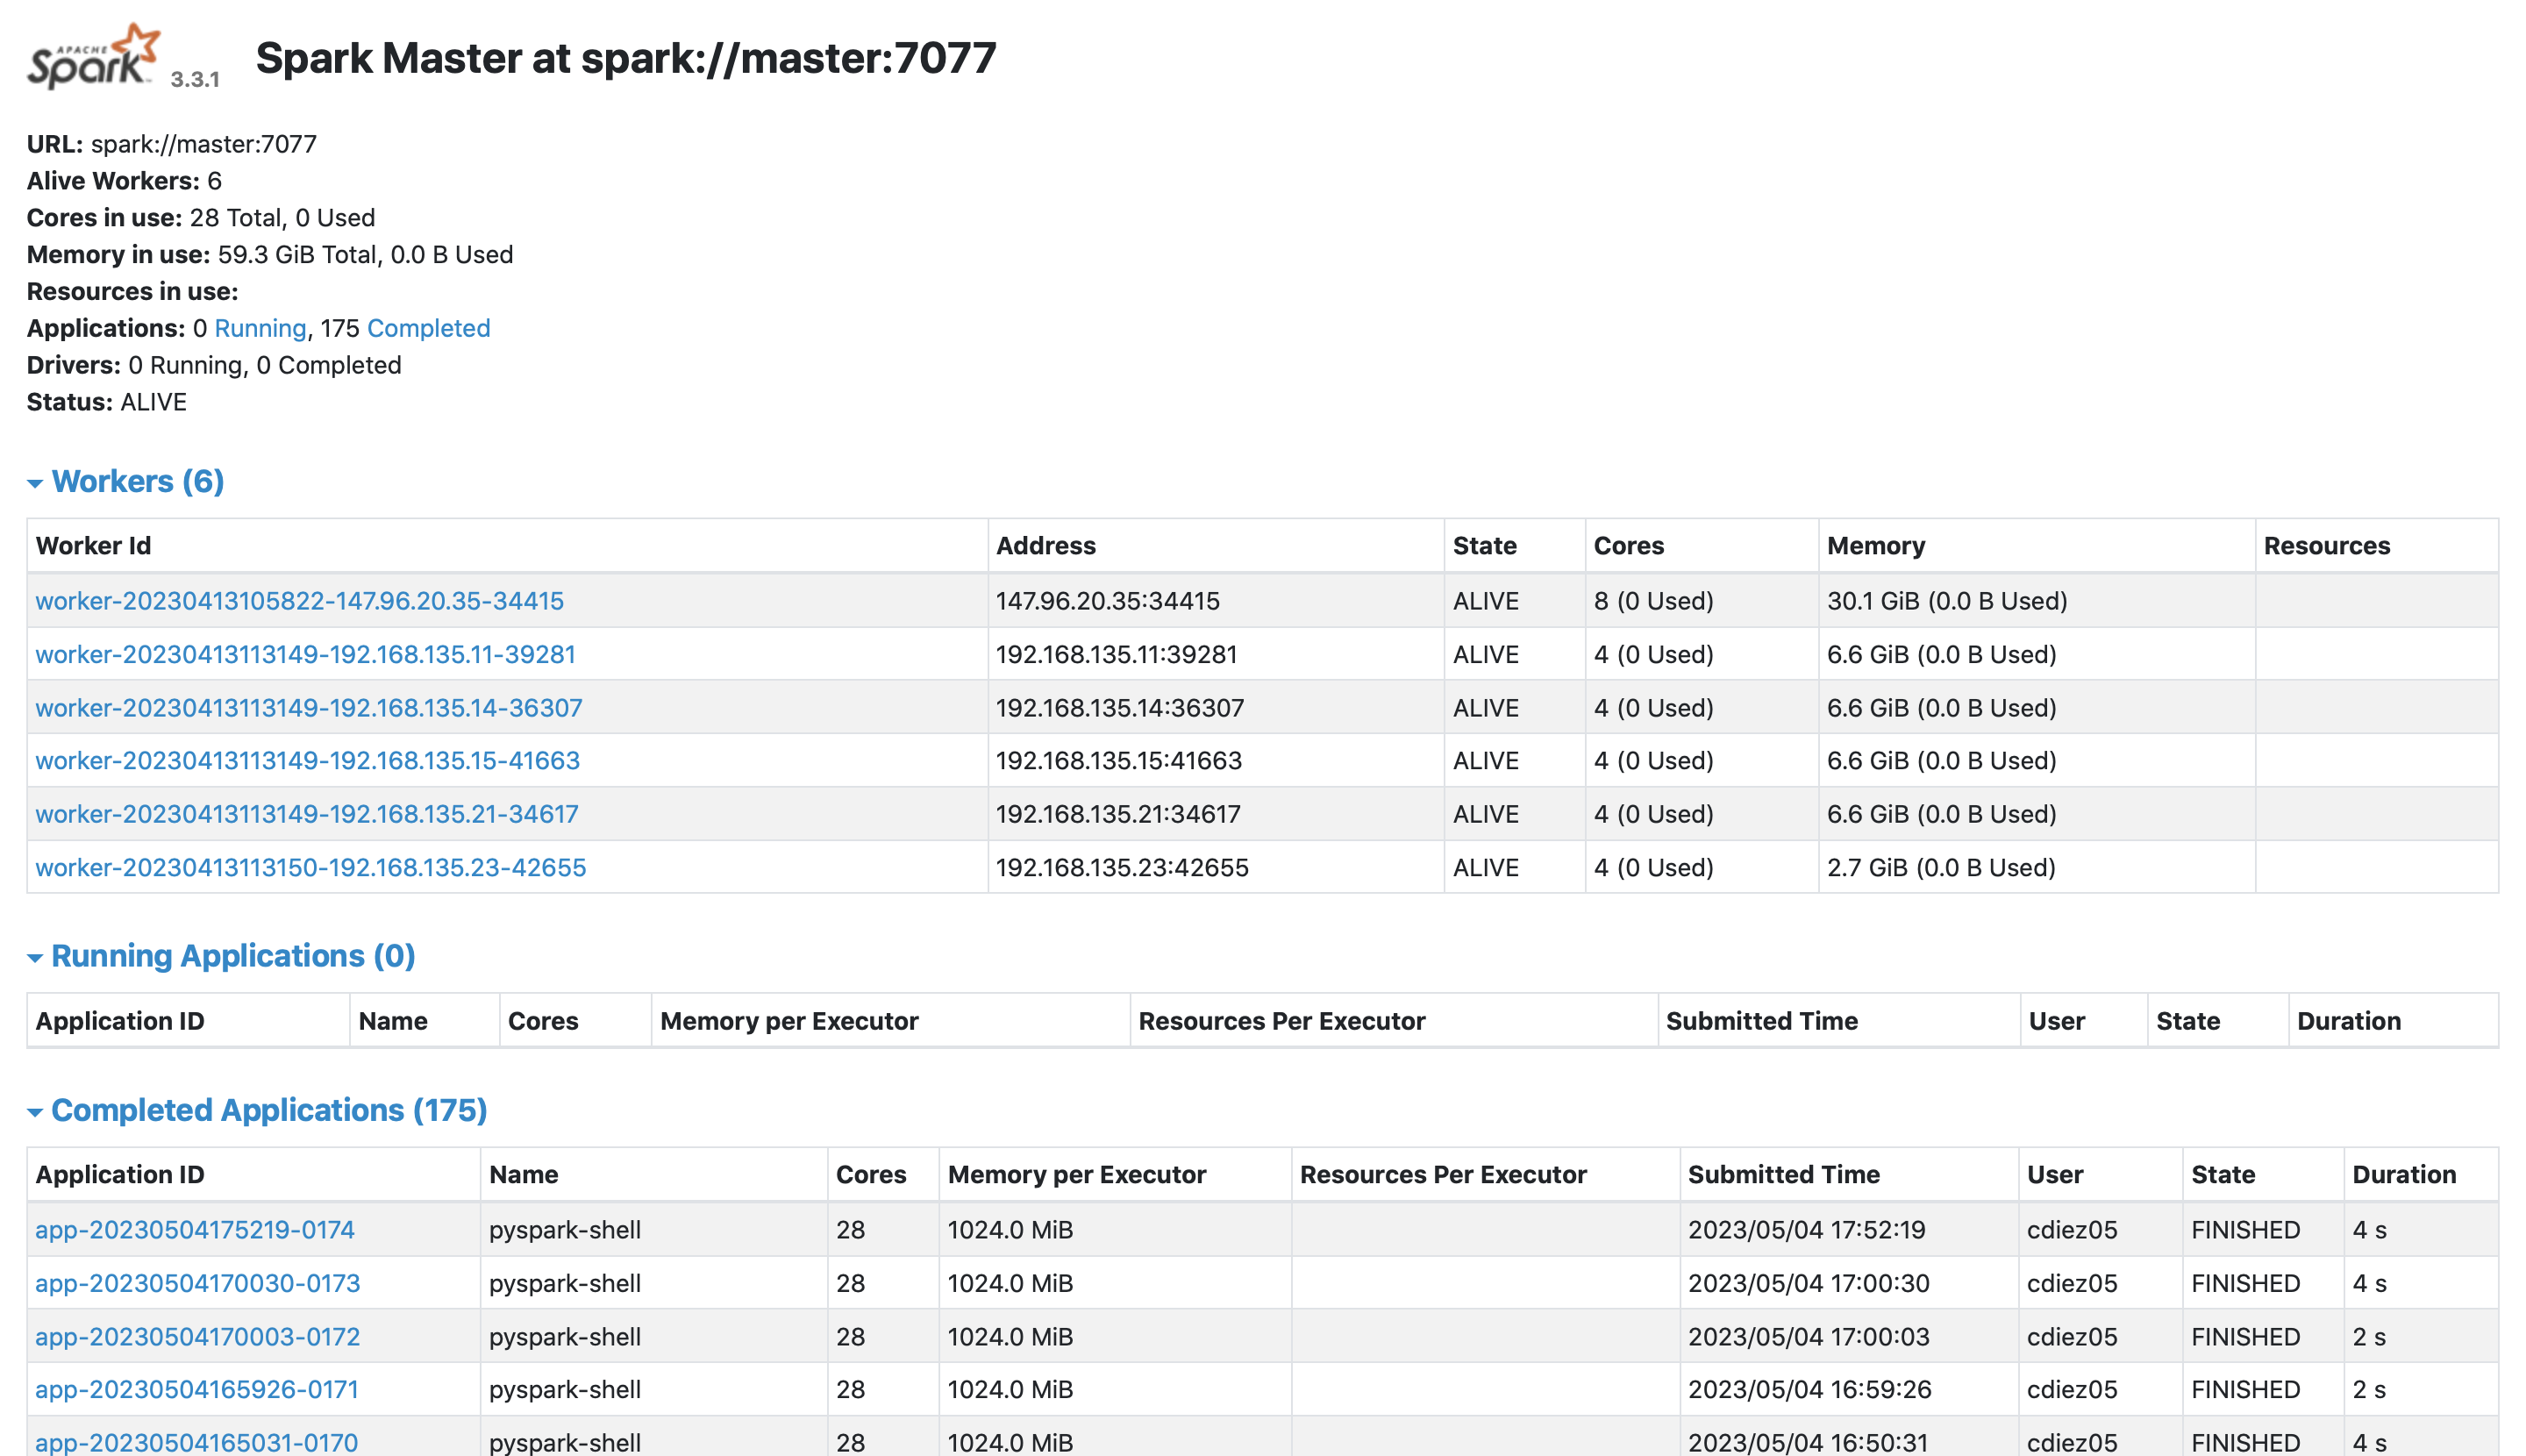 APACHE
Spark 3.3.1 Spark Master at spark://master:7077
URL: spark://master:7077
Alive Workers: 6
Cores in use: 28 Total, 0 Used
Memory in use: 59.3 GiB Total, 0.0 B Used
Resources in use:
Applications: 0 Running, 175 Completed
Drivers: 0 Running, 0 Completed
Status: ALIVE
Workers (6)
Worker Id Address State Cores Memory Resources
worker-20230413105822-147.96.20.35-34415 147.96.20.35:34415 ALIVE 8 (0 Used) 30.1 GiB (0.0 B Used)
worker-20230413113149-192.168.135.11-39281 192.168.135.11:39281 ALIVE 4 (0 Used) 6.6 GiB (0.0 B Used)
worker-20230413113149-192.168.135.14-36307 192.168.135.14:36307 ALIVE 4 (0 Used) 6.6 GiB (0.0 B Used)
worker-20230413113149-192.168.135.15-41663 192.168.135.15:41663 ALIVE 4 (0 Used) 6.6 GiB (0.0 B Used)
worker-20230413113149-192.168.135.21-34617 192.168.135.21:34617 ALIVE 4 (0 Used) 6.6 GiB (0.0 B Used)
worker-20230413113150-192.168.135.23-42655 192.168.135.23:42655 ALIVE 4 (0 Used) 2.7 GiB (0.0 B Used)
Running Applications (0)
Application ID Name Cores Memory per Executor Resources Per Executor Submitted Time User State Duration
Completed Applications (175)
Application ID Name Cores Memory per Executor Resources Per Executor Submitted Time User State Duration
app-20230504175219-0174 pyspark-shell 28 1024.0 MiB 2023/05/04 17:52:19 cdiez05 FINISHED 4 s
app-20230504170030-0173 pyspark-shell 28 1024.0 MiB 2023/05/04 17:00:30 cdiez05 FINISHED 4 s
app-20230504170003-0172 pyspark-shell 28 1024.0 MiB 2023/05/04 17:00:03 cdiez05 FINISHED 2 s
app-20230504165926-0171 pyspark-shell 28 1024.0 MiB 2023/05/04 16:59:26 cdiez05 FINISHED 2 s
app-20230504165031-0170 pyspark-shell 28 1024.0 MiB 2023/05/04 16:50:31 cdiez05 FINISHED 4 s